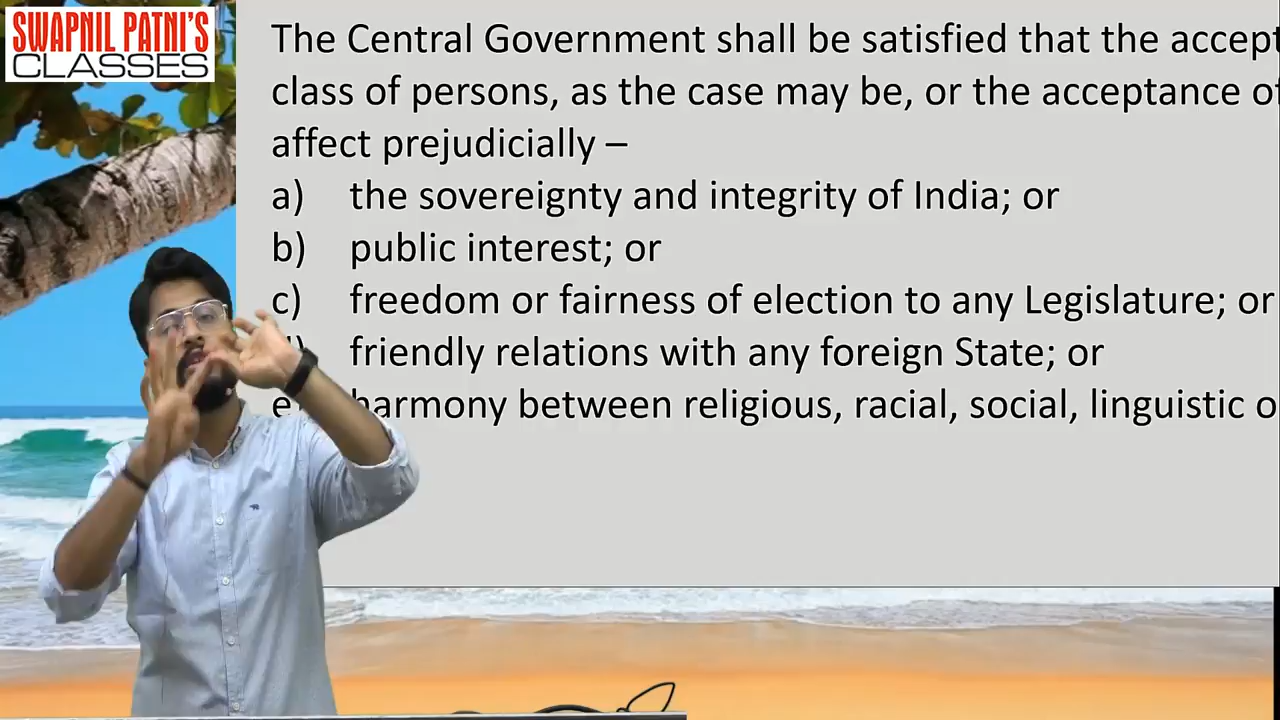 SWAPNIL PATNI'S
CLASSES
The Central Government shall be satisfied that the accept
class of persons, as the case may be, or the acceptance of
affect prejudicially –
a) the sovereignty and integrity of India; or
b) public interest; or
c) freedom or fairness of election to any Legislature; or
friendly relations with any foreign State; or
e) harmony between religious, racial, social, linguistic o